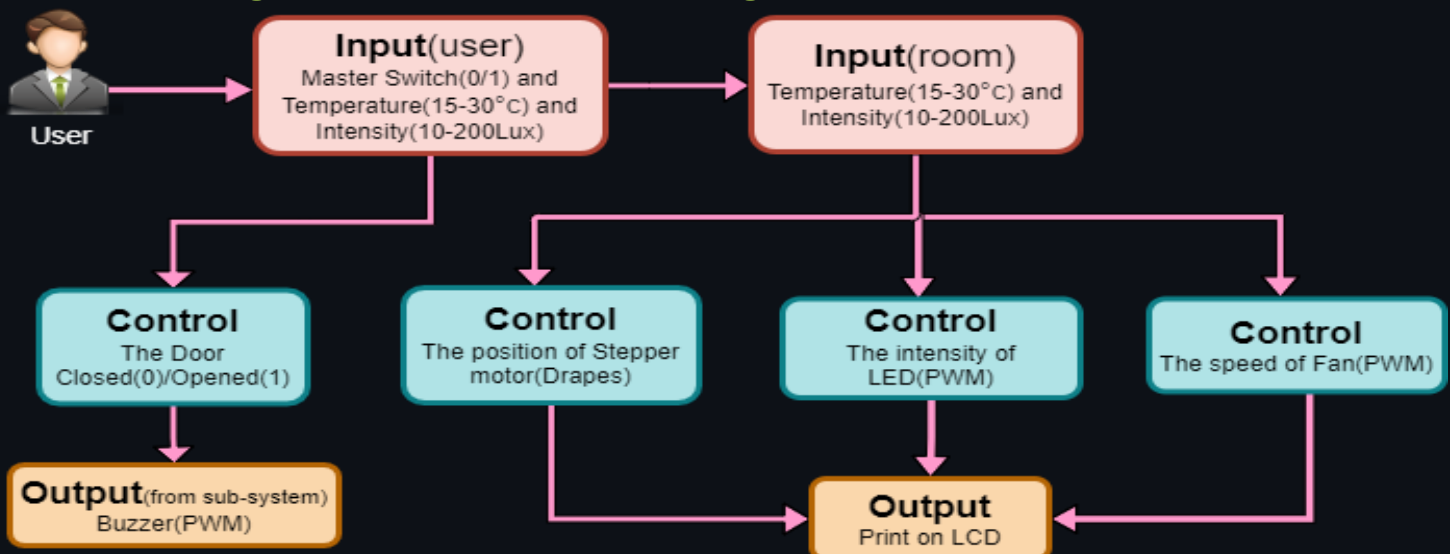 User
Input(user)
Master Switch(0/1) and
Temperature(15-30°C) and
Intensity(10-200Lux)
Input(room)
Temperature(15-30°C) and
Intensity(10-200Lux)
Control
The Door
Closed(0)/Opened(1)
Control
The position of Stepper
motor(Drapes)
Control
The intensity of
LED(PWM)
Control
The speed of Fan(PWM)
Output(from sub-system)
Buzzer(PWM)
Output
Print on LCD